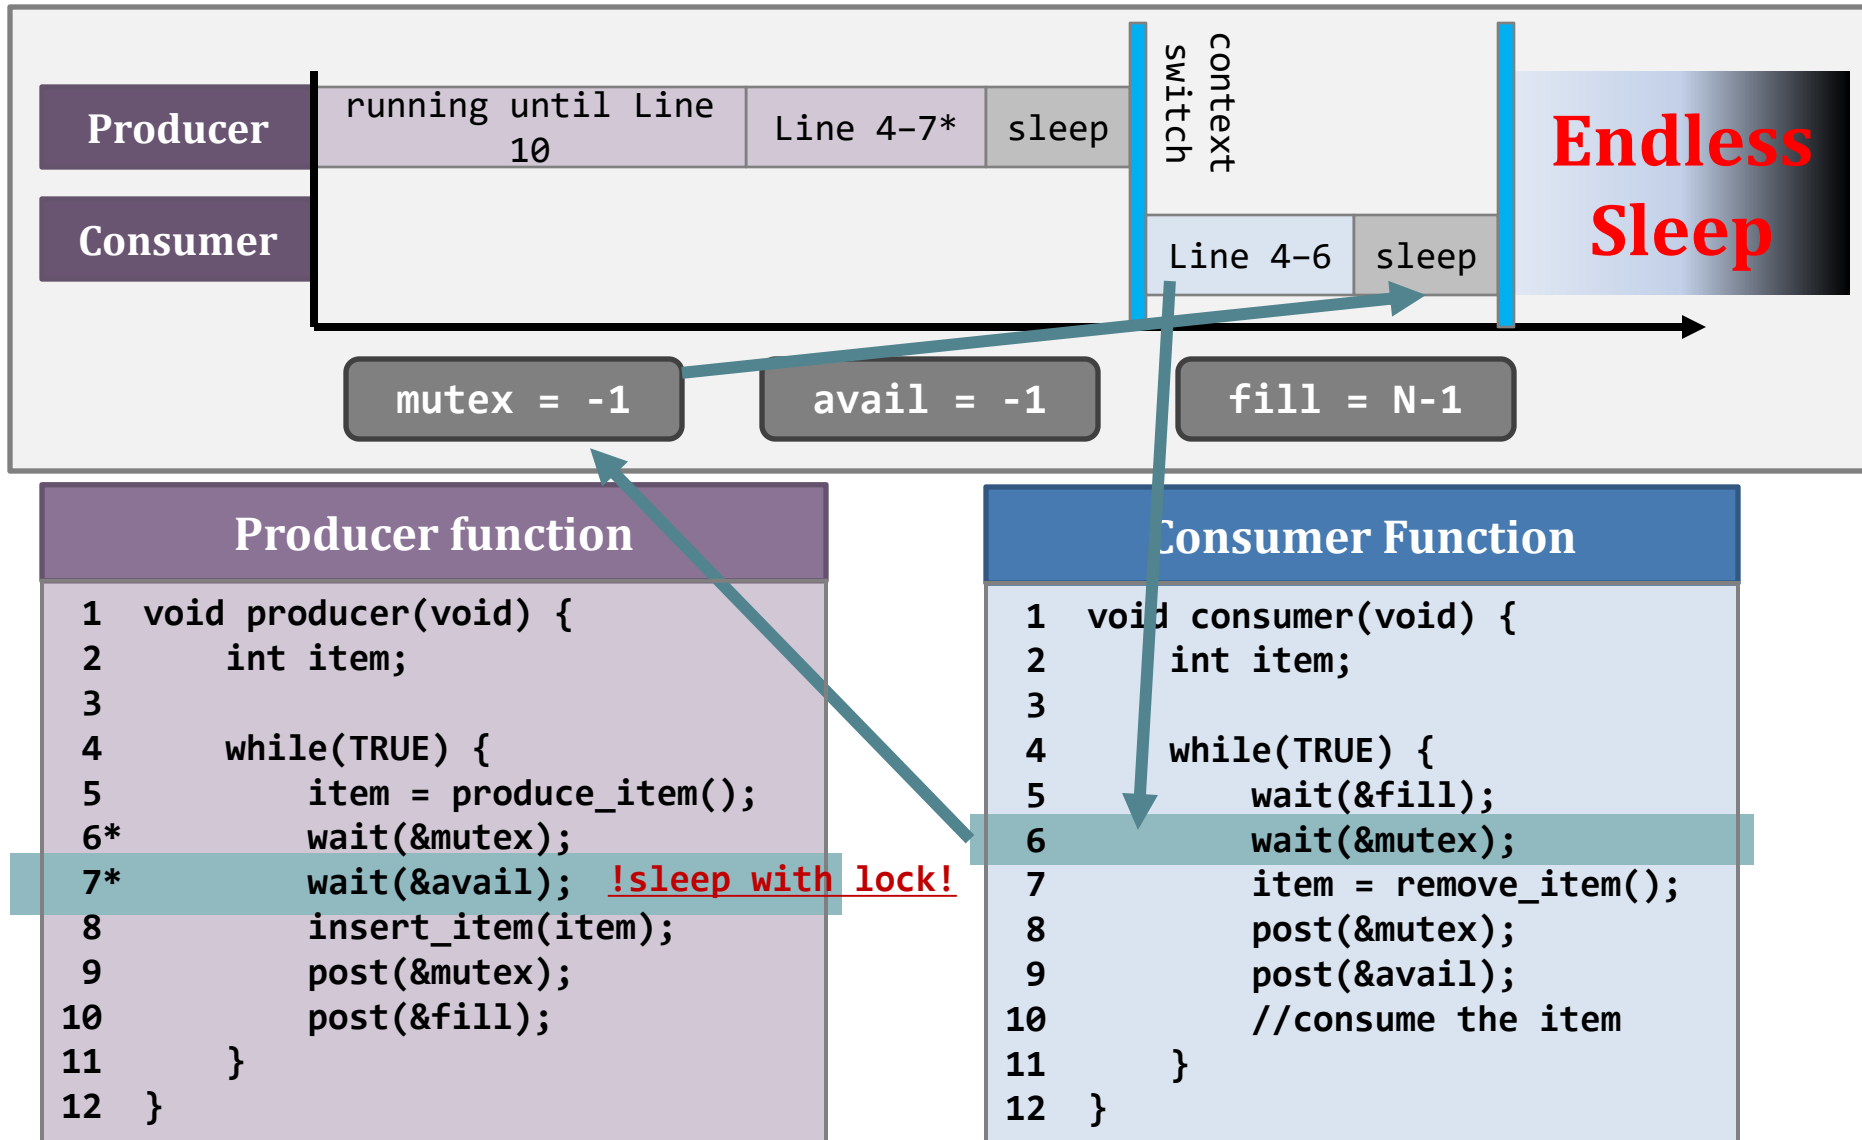 Producer
running until Line
10
Line 4–7*
sleep
context
switch
Endless
Sleep
Consumer
Line 4–6
sleep
mutex = -1
avail = -1
fill = N-1
Producer function
1 void producer(void) {
2 int item;
3
4 while(TRUE) {
5 item = produce_item();
6* wait(&mutex);
7* wait(&avail); !sleep with lock!
8 insert_item(item);
9 post(&mutex);
10 post(&fill);
11 }
12 }
Consumer Function
1 void consumer(void) {
2 int item;
3
4 while(TRUE) {
5 wait(&fill);
6 wait(&mutex);
7 item = remove_item();
8 post(&mutex);
9 post(&avail);
10 //consume the item
11 }
12 }